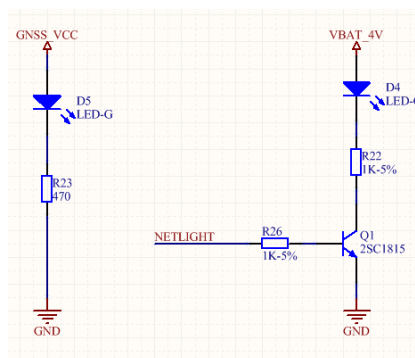 GNSS_VCC
D5
LED-G
R23
470
GND
VBAT_4V
D4
R22
1K-5%
NETLIGHT
R26
1K-5%
Q1
2SC1815
GND